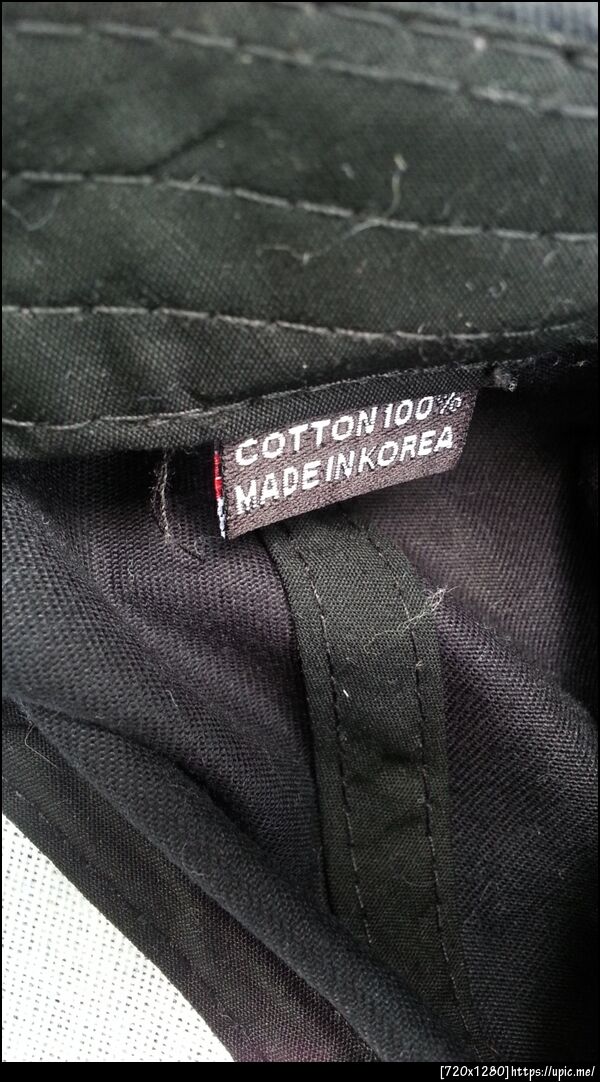 COTTON 100%
MADE IN KOREA
[720x1280]https://upic.me/